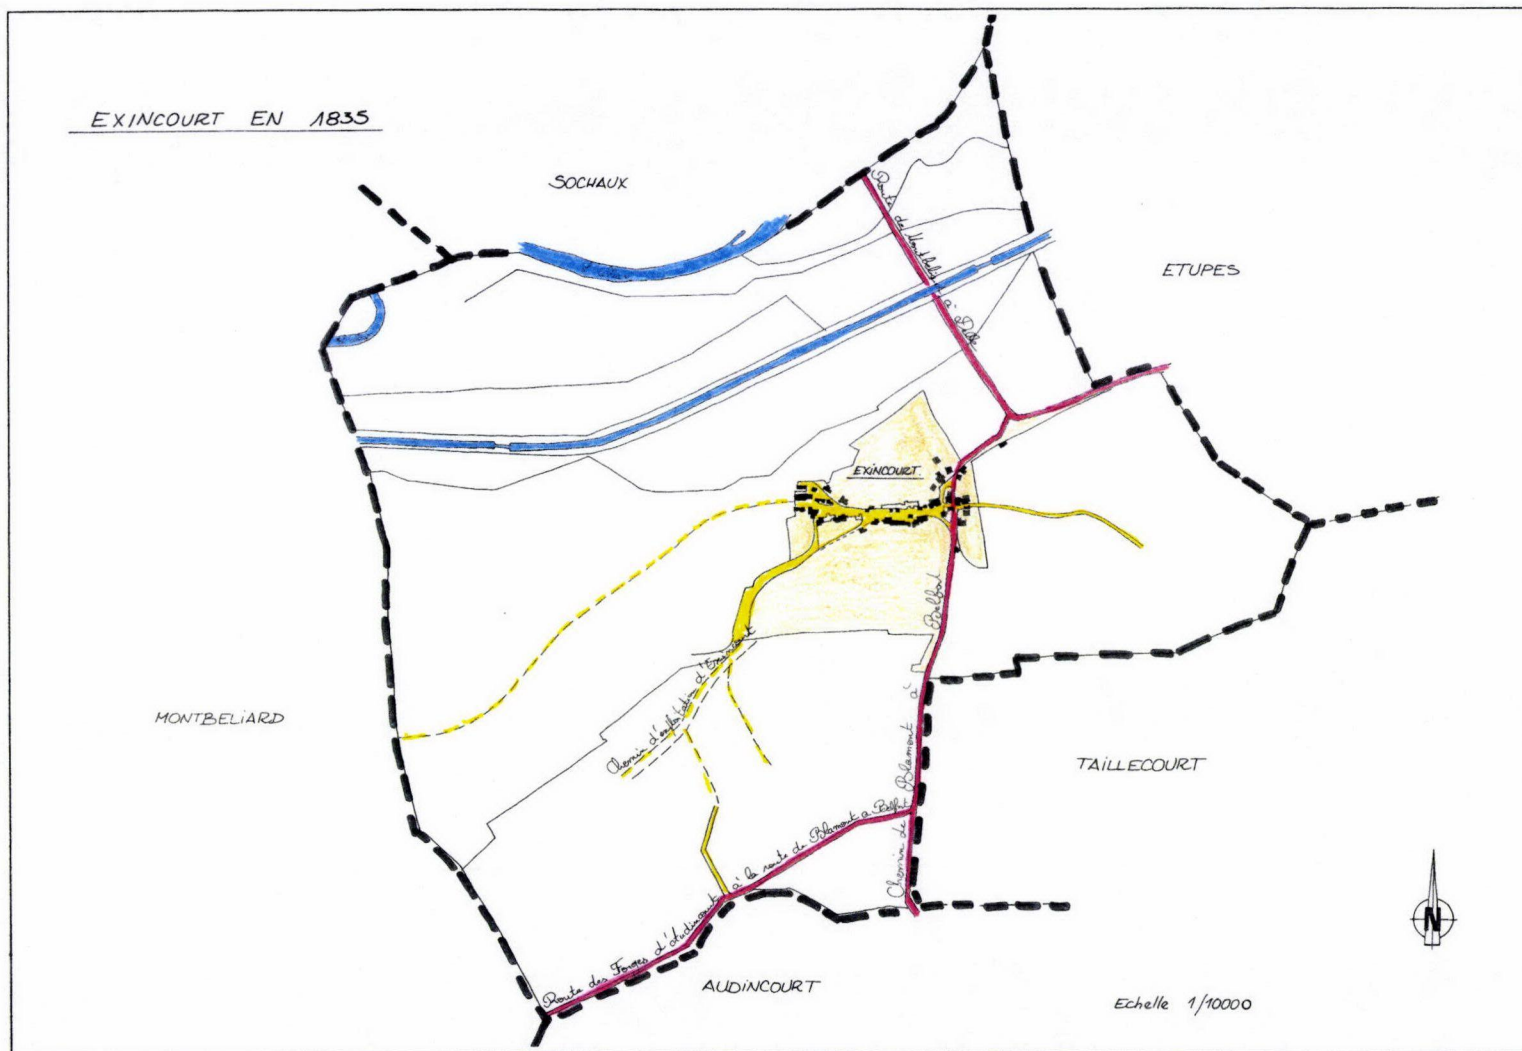 EXINCOURT EN 1835
SOCHAUX
Route de Montbéliard à Delle
ETUPES
EXINCOURT
Chemin de Blamont à Belfort
Chemin d'exploitation d'Exincourt
MONTBELIARD
TAILLECOURT
Route des Forges d'Audincourt à la route de Blamont à Belfort
N
AUDINCOURT
Echelle 1/10000